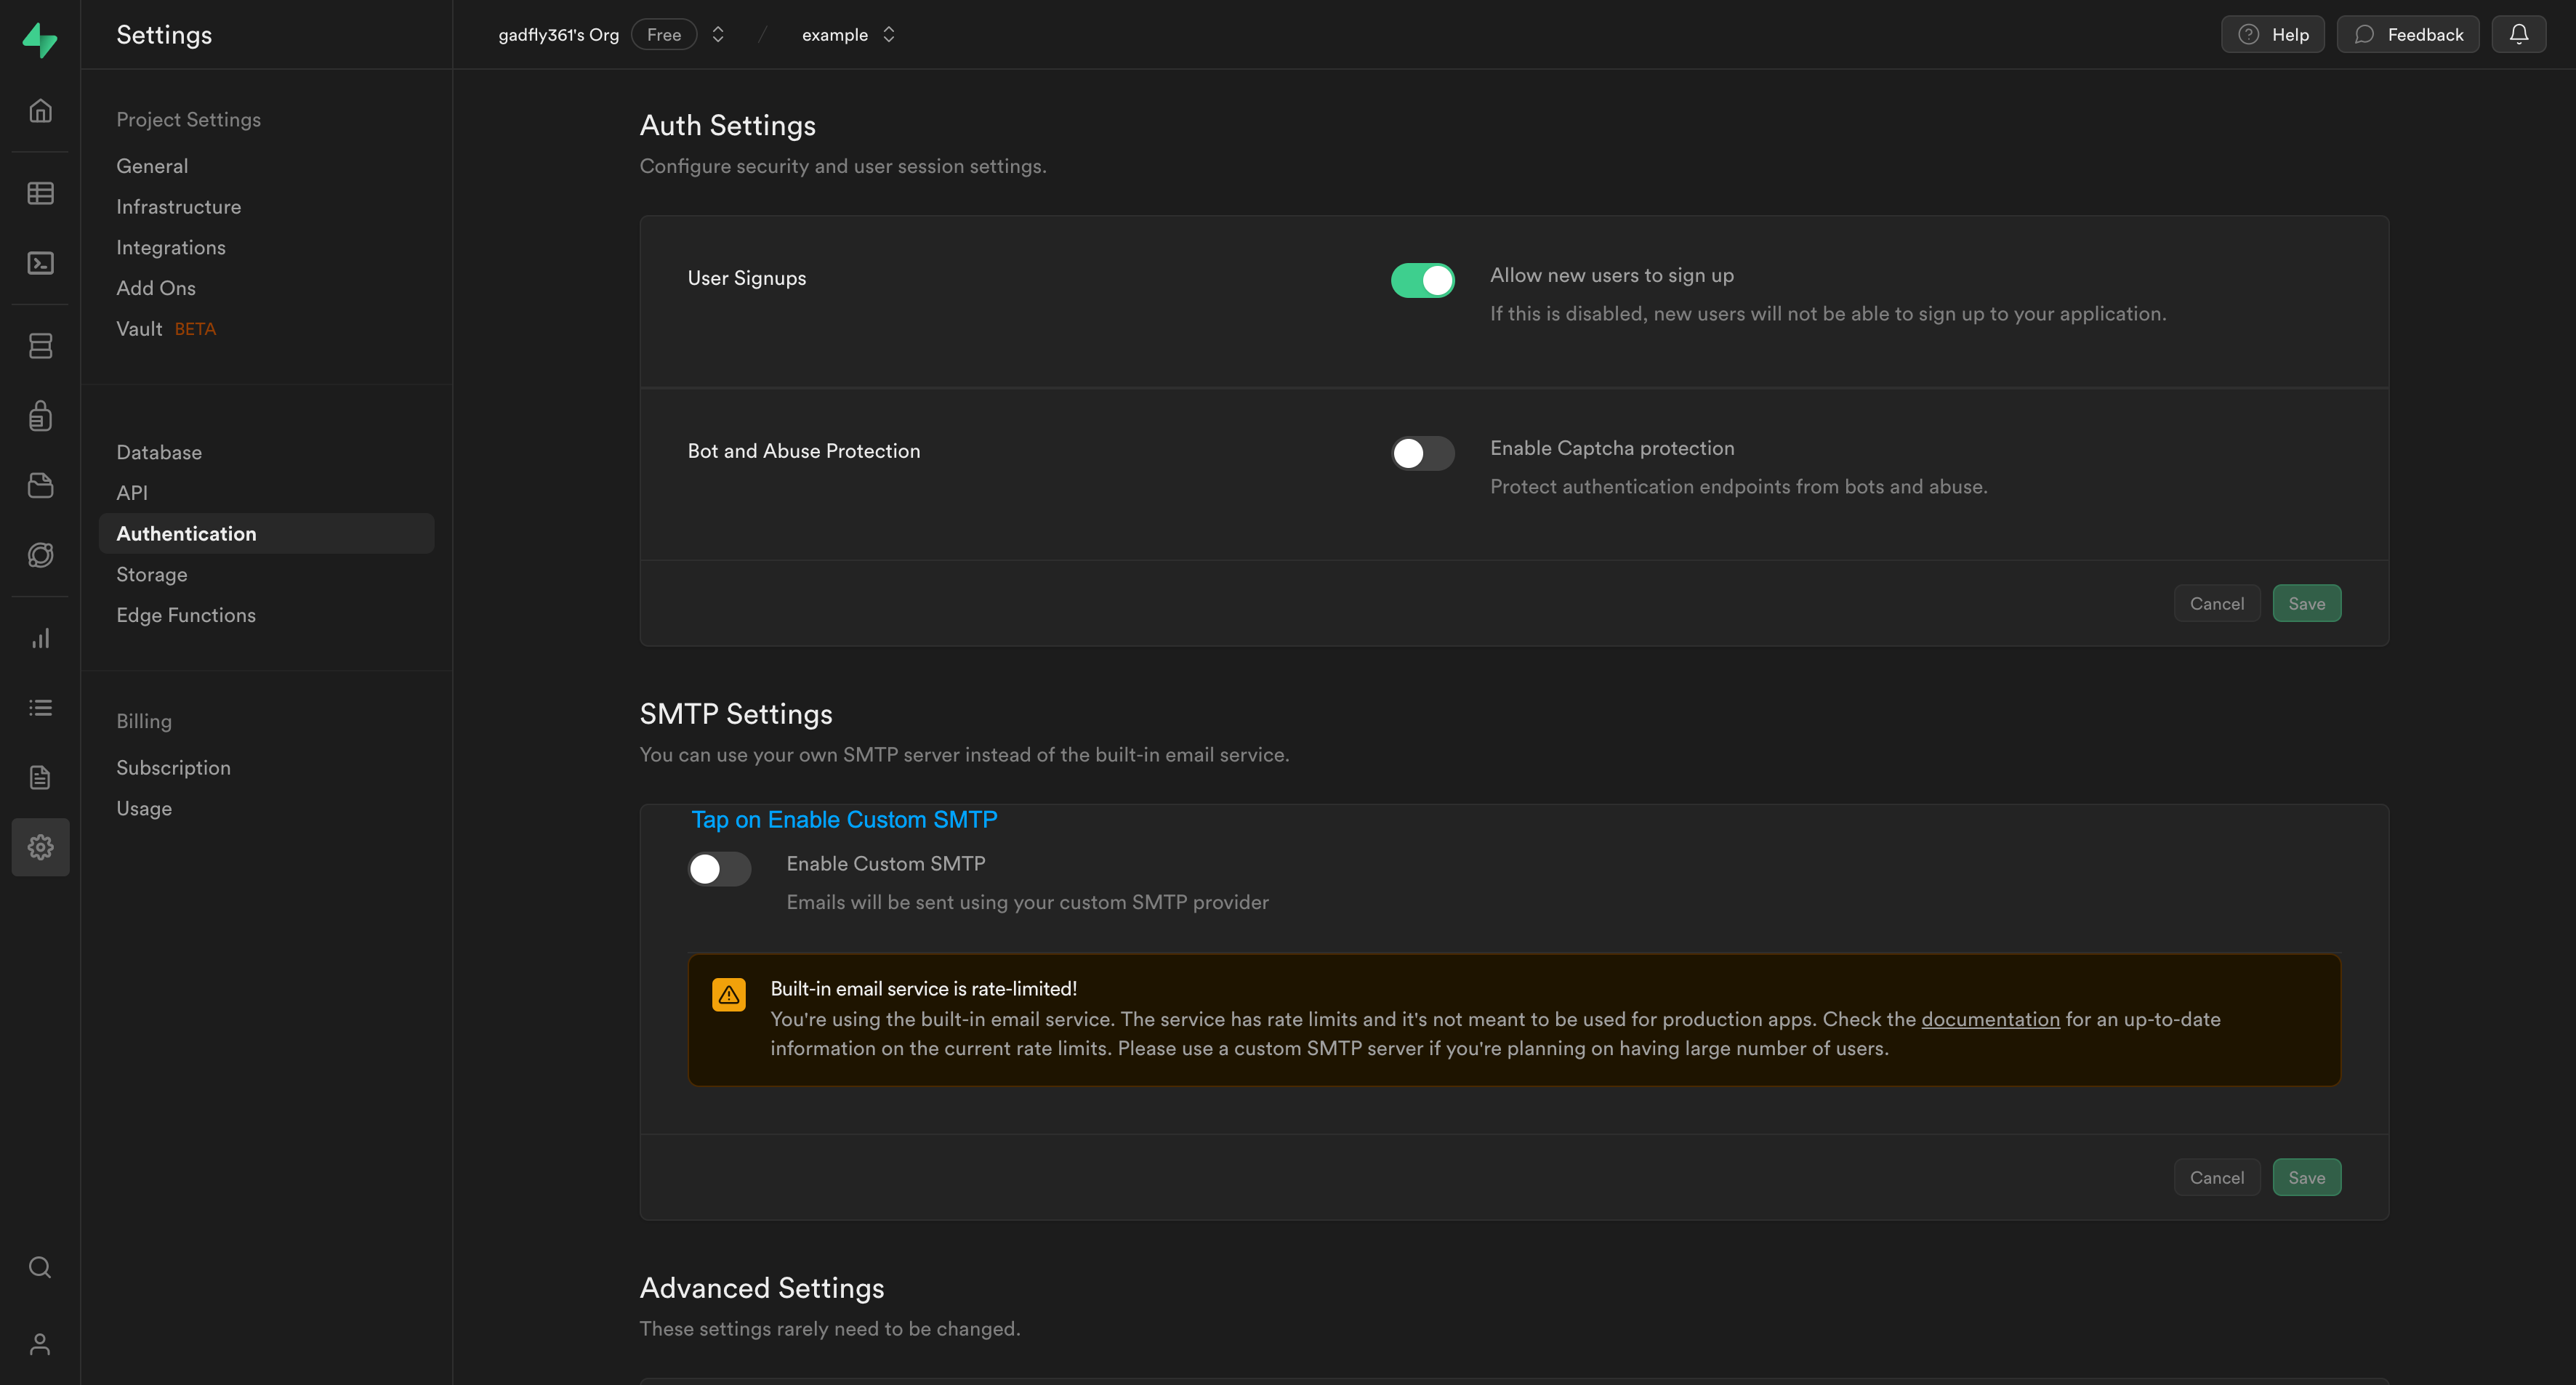 Settings
gadfly361's Org Free / example
Help
Feedback
Project Settings
General
Infrastructure
Integrations
Add Ons
Vault BETA
Database
API
Authentication
Storage
Edge Functions
Billing
Subscription
Usage
Auth Settings
Configure security and user session settings.
User Signups
Allow new users to sign up
If this is disabled, new users will not be able to sign up to your application.
Bot and Abuse Protection
Enable Captcha protection
Protect authentication endpoints from bots and abuse.
Cancel Save
SMTP Settings
You can use your own SMTP server instead of the built-in email service.
Tap on Enable Custom SMTP
Enable Custom SMTP
Emails will be sent using your custom SMTP provider
Built-in email service is rate-limited!
You're using the built-in email service. The service has rate limits and it's not meant to be used for production apps. Check the documentation for an up-to-date
information on the current rate limits. Please use a custom SMTP server if you're planning on having large number of users.
Cancel Save
Advanced Settings
These settings rarely need to be changed.